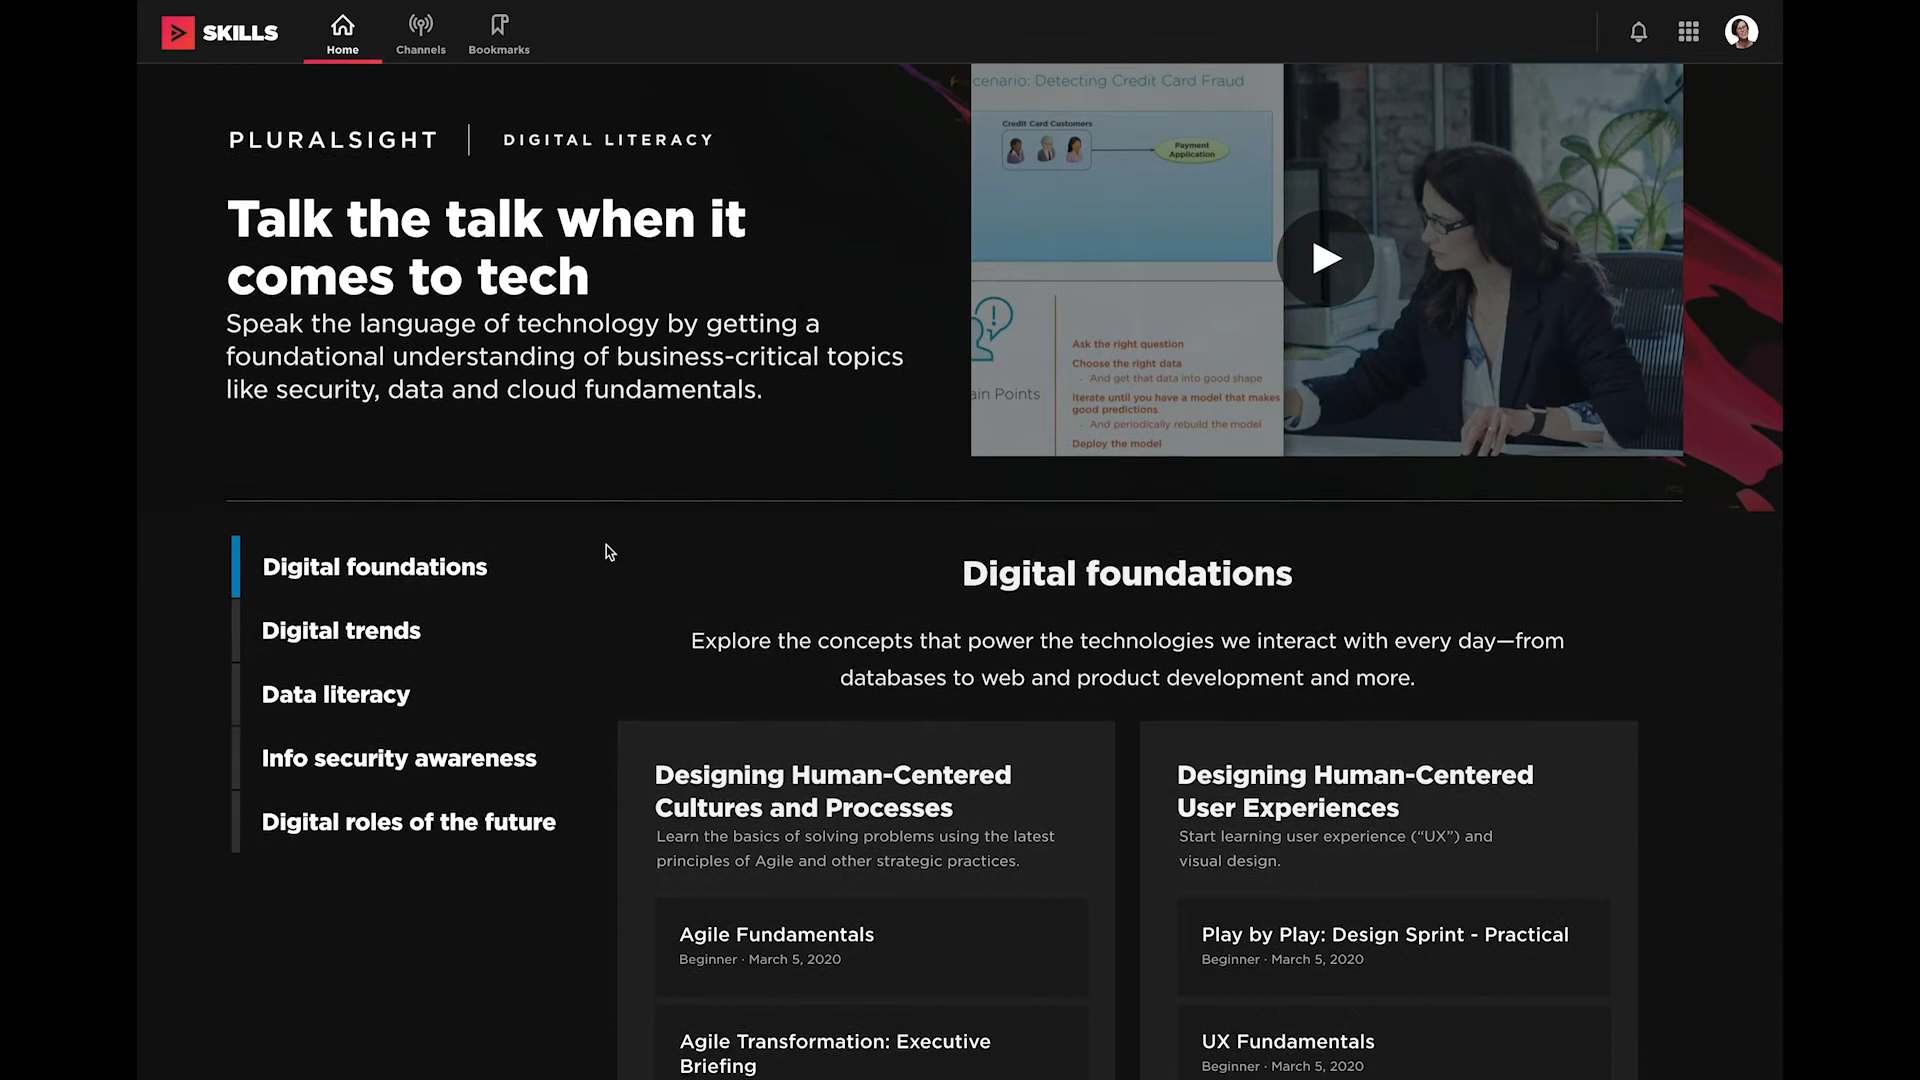 SKILLS
Home
Channels
Bookmarks
PLURALSIGHT
DIGITAL LITERACY
Talk the talk when it
comes to tech
Speak the language of technology by getting a
foundational understanding of business-critical topics
like security, data and cloud fundamentals.
cenario: Detecting Credit Card Fraud
Credit Card Customers
Payment
Application
ain Points
Ask the right question
Choose the right data
- And get that data into good shape
Iterate until you have a model that makes
good predictions
- And periodically rebuild the model
Deploy the model
Digital foundations
Digital trends
Data literacy
Info security awareness
Digital roles of the future
Digital foundations
Explore the concepts that power the technologies we interact with every day—from
databases to web and product development and more.
Designing Human-Centered
Cultures and Processes
Learn the basics of solving problems using the latest
principles of Agile and other strategic practices.
Agile Fundamentals
Beginner · March 5, 2020
Agile Transformation: Executive
Briefing
Designing Human-Centered
User Experiences
Start learning user experience (“UX”) and
visual design.
Play by Play: Design Sprint - Practical
Beginner · March 5, 2020
UX Fundamentals
Beginner · March 5, 2020